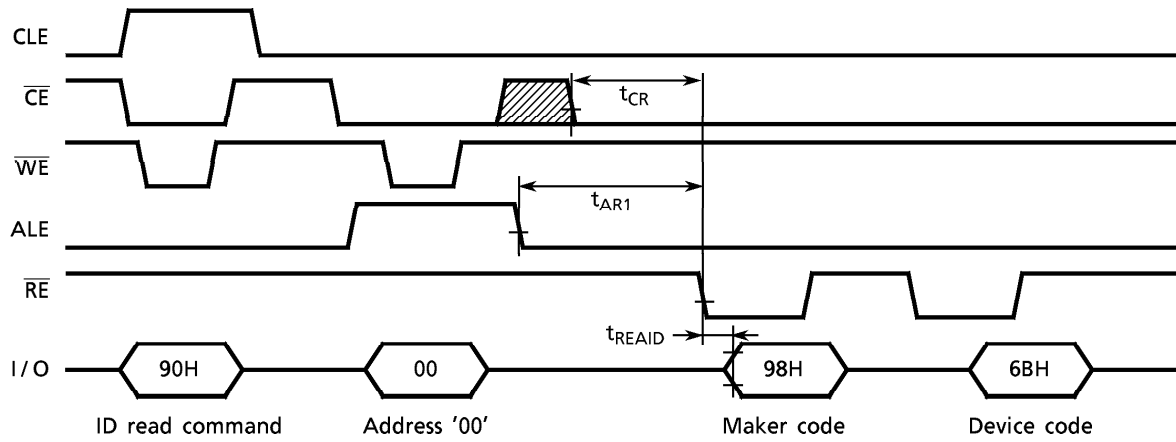 CLE
CE
tCR
WE
tAR1
ALE
RE
tREAID
I/O 90H 00 98H 6BH
ID read command Address '00' Maker code Device code